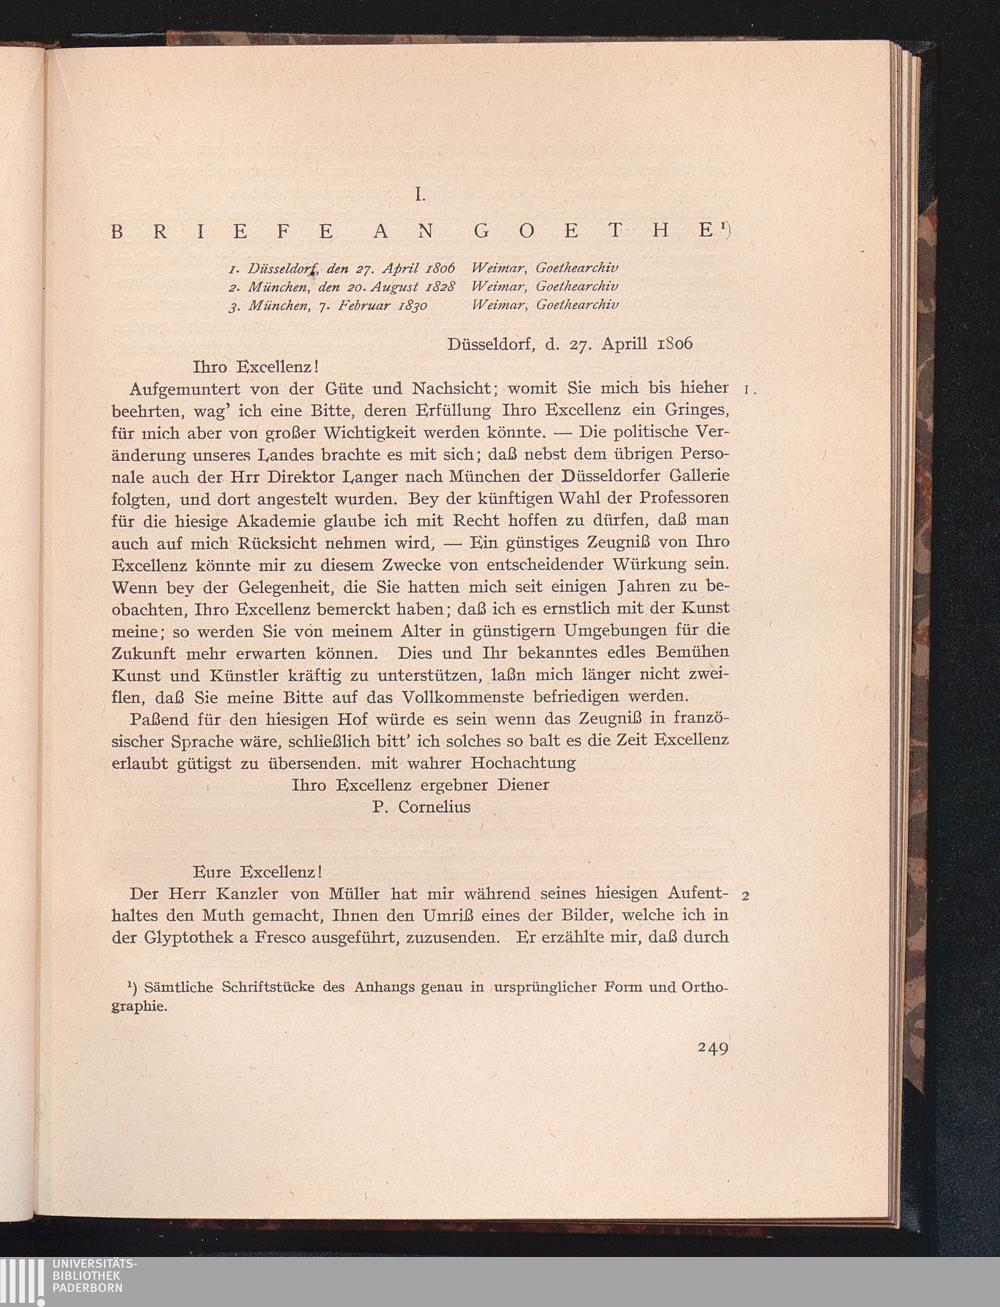 I.
BRIEFE AN GOETHE¹)
1. Düsseldorf, den 27. April 1806 Weimar, Goethearchiv
2. München, den 20. August 1828 Weimar, Goethearchiv
3. München, 7. Februar 1830 Weimar, Goethearchiv
Düsseldorf, d. 27. Aprill 1806
Ihro Excellenz!
Aufgemuntert von der Güte und Nachsicht; womit Sie mich bis hieher 1.
beehrten, wag’ ich eine Bitte, deren Erfüllung Ihro Excellenz ein Gringes,
für mich aber von großer Wichtigkeit werden könnte. — Die politische Ver-
änderung unseres Landes brachte es mit sich; daß nebst dem übrigen Perso-
nale auch der Hrr Direktor Langer nach München der Düsseldorfer Gallerie
folgten, und dort angestelt wurden. Bey der künftigen Wahl der Professoren
für die hiesige Akademie glaube ich mit Recht hoffen zu dürfen, daß man
auch auf mich Rücksicht nehmen wird, — Ein günstiges Zeugniß von Ihro
Excellenz könnte mir zu diesem Zwecke von entscheidender Würkung sein.
Wenn bey der Gelegenheit, die Sie hatten mich seit einigen Jahren zu be-
obachten, Ihro Excellenz bemerckt haben; daß ich es ernstlich mit der Kunst
meine; so werden Sie von meinem Alter in günstigern Umgebungen für die
Zukunft mehr erwarten können. Dies und Ihr bekanntes edles Bemühen
Kunst und Künstler kräftig zu unterstützen, laßn mich länger nicht zwei-
flen, daß Sie meine Bitte auf das Vollkommenste befriedigen werden.
Paßend für den hiesigen Hof würde es sein wenn das Zeugniß in franzö-
sischer Sprache wäre, schließlich bitt’ ich solches so balt es die Zeit Excellenz
erlaubt gütigst zu übersenden. mit wahrer Hochachtung
Ihro Excellenz ergebner Diener
P. Cornelius
Eure Excellenz!
Der Herr Kanzler von Müller hat mir während seines hiesigen Aufent- 2
haltes den Muth gemacht, Ihnen den Umriß eines der Bilder, welche ich in
der Glyptothek a Fresco ausgeführt, zuzusenden. Er erzählte mir, daß durch
¹) Sämtliche Schriftstücke des Anhangs genau in ursprünglicher Form und Ortho-
graphie.
249
UNIVERSITÄTS-
BIBLIOTHEK
PADERBORN